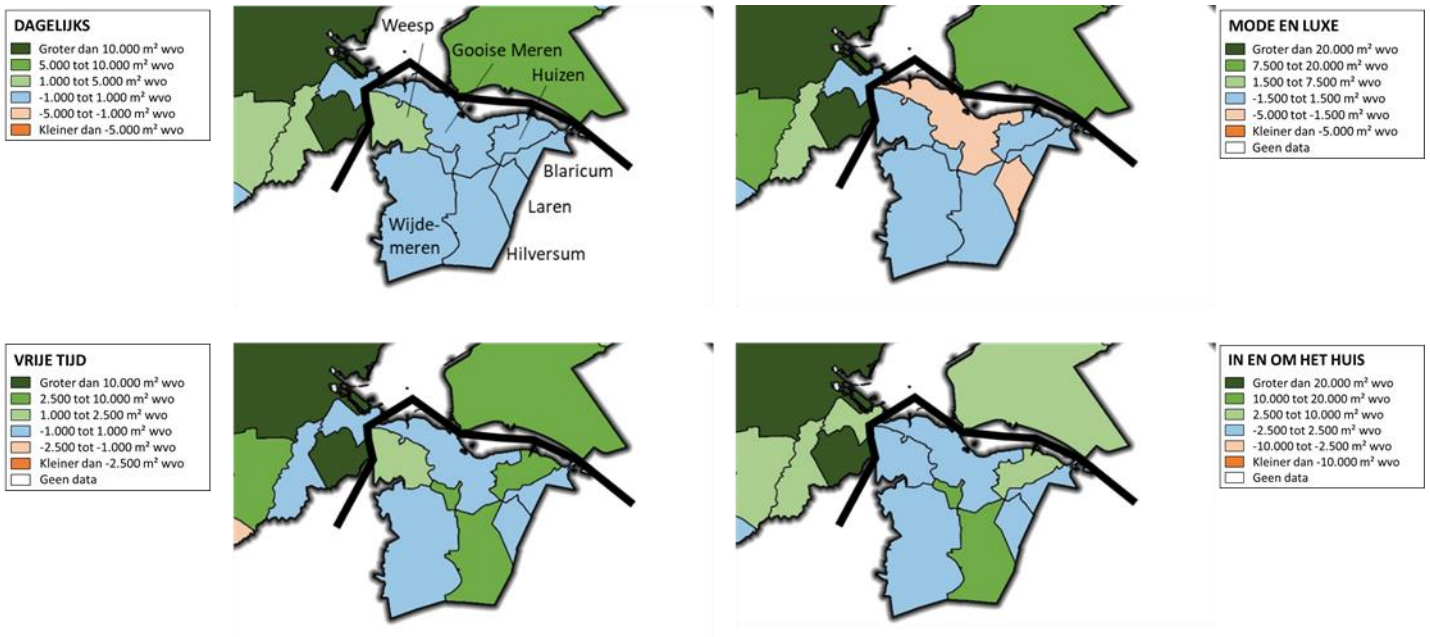 DAGELIJKS
Groter dan 10.000 m² wvo
5.000 tot 10.000 m² wvo
1.000 tot 5.000 m² wvo
-1.000 tot 1.000 m² wvo
-5.000 to -1.000 m² wvo
Kleiner dan -5.000 m² wvo
Weesp
Gooise Meren
Huizen
Blaricum
Laren
Wijde-
meren
Hilversum
MODE EN LUXE
Groter dan 20.000 m² wvo
7.500 tot 20.000 m² wvo
1.500 tot 7.500 m² wvo
-1.500 tot 1.500 m² wvo
-5.000 tot -1.500 m² wvo
Kleiner dan -5.000 m² wvo
Geen data
VRIJE TIJD
Groter dan 10.000 m² wvo
2.500 tot 10.000 m² wvo
1.000 tot 2.500 m² wvo
-1.000 tot 1.000 m² wvo
-2.500 tot -1.000 m² wvo
Kleiner dan -2.500 m² wvo
Geen data
IN EN OM HET HUIS
Groter dan 20.000 m² wvo
10.000 tot 20.000 m² wvo
2.500 tot 10.000 m² wvo
-2.500 tot 2.500 m² wvo
-10.000 tot -2.500 m² wvo
Kleiner dan -10.000 m² wvo
Geen data